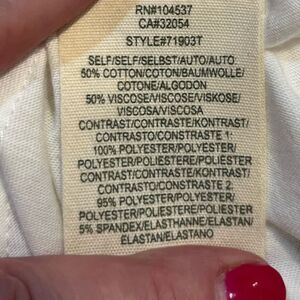 RN#104537
CA#32054
STYLE#71903T
SELF/SELF/SELBST/AUTO/AUTO
50% COTTON/COTON/BAUMWOLLE/
COTONE/ALGODON
50% VISCOSE/VISCOSE/VISKOSE/
VISCOSA/VISCOSA
CONTRAST/CONTRASTE/KONTRAST/
CONTRASTO/CONSTRASTE 1:
100% POLYESTER/POLYESTER/
POLYESTER/POLIESTERE/POLIÉSTER
CONTRAST/CONTRASTE/KONTRAST/
CONTRASTO/CONSTRASTE 2:
95% POLYESTER/POLYESTER/
POLYESTER/POLIESTERE/POLIÉSTER
5% SPANDEX/ELASTHANNE/ELASTAN/
ELASTAN/ELASTANO